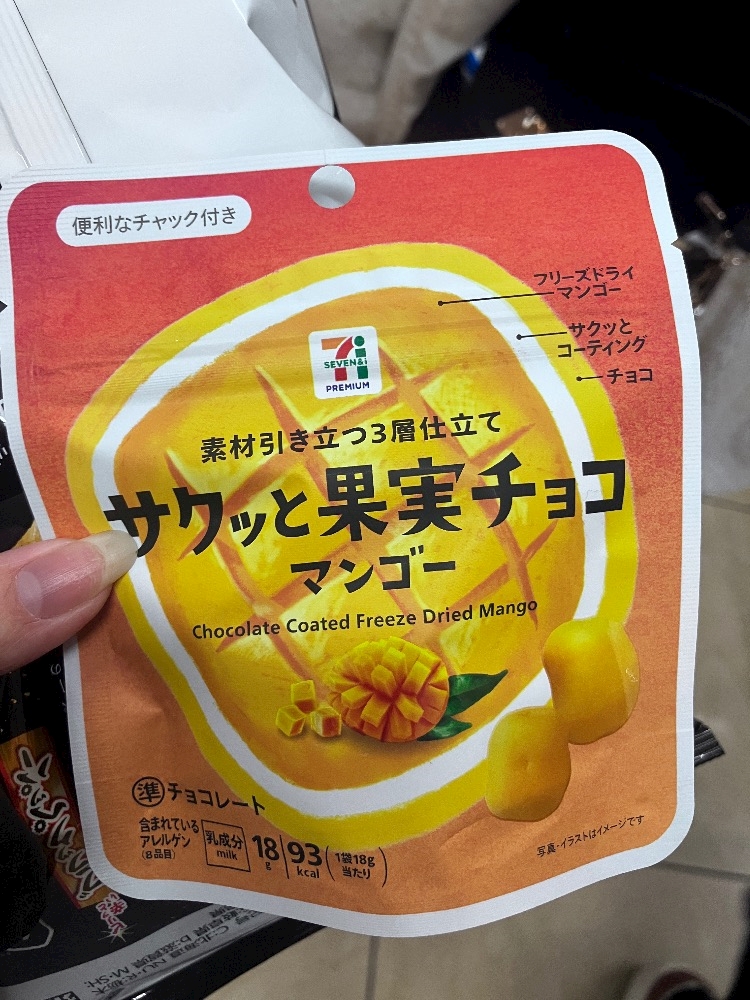 便利なチャック付き
フリーズドライ
マンゴー
サクッと
コーティング
チョコ
7i
SEVEN&i
PREMIUM
素材引き立つ3層仕立て
サクッと果実チョコ
マンゴー
Chocolate Coated Freeze Dried Mango
準チョコレート
含まれている
アレルゲン
(8品目)
乳成分
milk
18g
93kcal
(1袋18g
当たり)
写真・イラストはイメージです